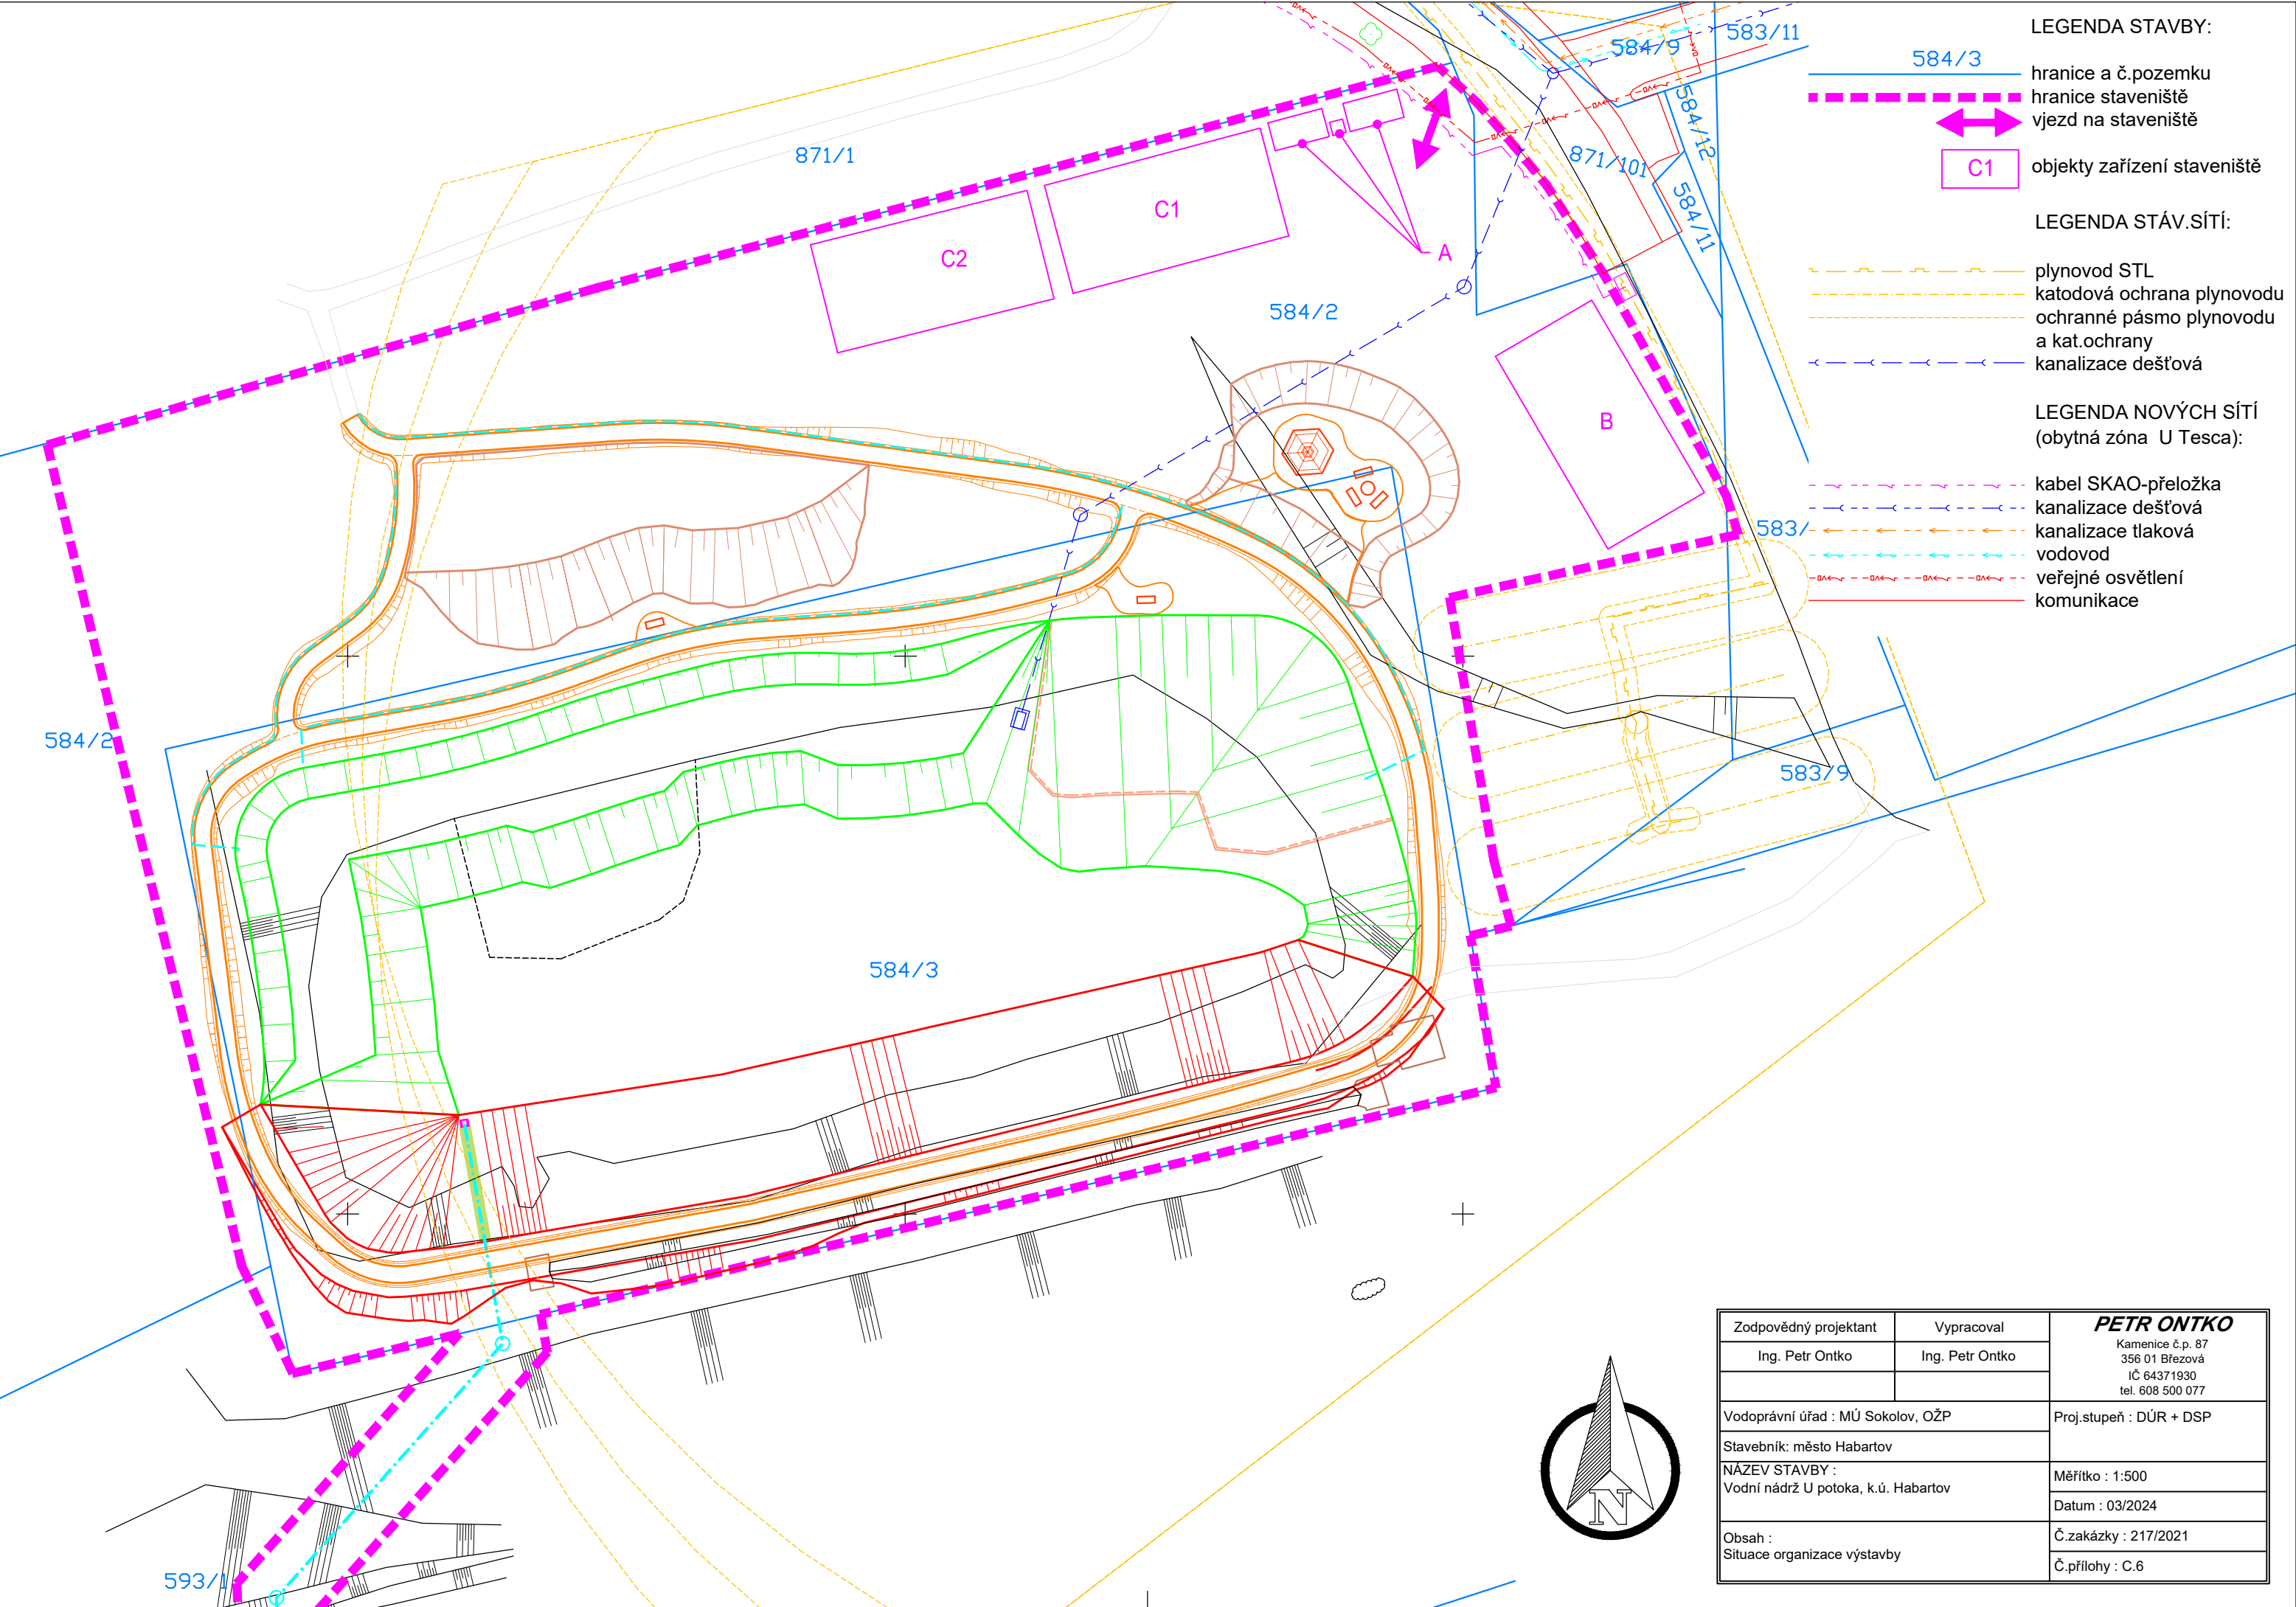 LEGENDA STAVBY:
584/3
hranice a č.pozemku
hranice staveniště
vjezd na staveniště
C1
objekty zařízení staveniště
LEGENDA STÁV.SÍTÍ:
plynovod STL
katodová ochrana plynovodu
ochranné pásmo plynovodu
a kat.ochrany
kanalizace dešťová
LEGENDA NOVÝCH SÍTÍ
(obytná zóna U Tesca):
kabel SKAO-přeložka
kanalizace dešťová
kanalizace tlaková
vodovod
veřejné osvětlení
komunikace
583/11
584/9
584/12
871/101
584/11
871/1
C1
C2
A
584/2
B
583/
584/2
583/9
584/3
593/1
N
Zodpovědný projektant
Vypracoval
PETR ONTKO
Kamenice č.p. 87
356 01 Březová
IČ 64371930
tel. 608 500 077
Ing. Petr Ontko
Ing. Petr Ontko
Vodoprávní úřad : MÚ Sokolov, OŽP
Proj.stupeň : DÚR + DSP
Stavebník: město Habartov
NÁZEV STAVBY :
Vodní nádrž U potoka, k.ú. Habartov
Měřítko : 1:500
Datum : 03/2024
Obsah :
Situace organizace výstavby
Č.zakázky : 217/2021
Č.přílohy : C.6